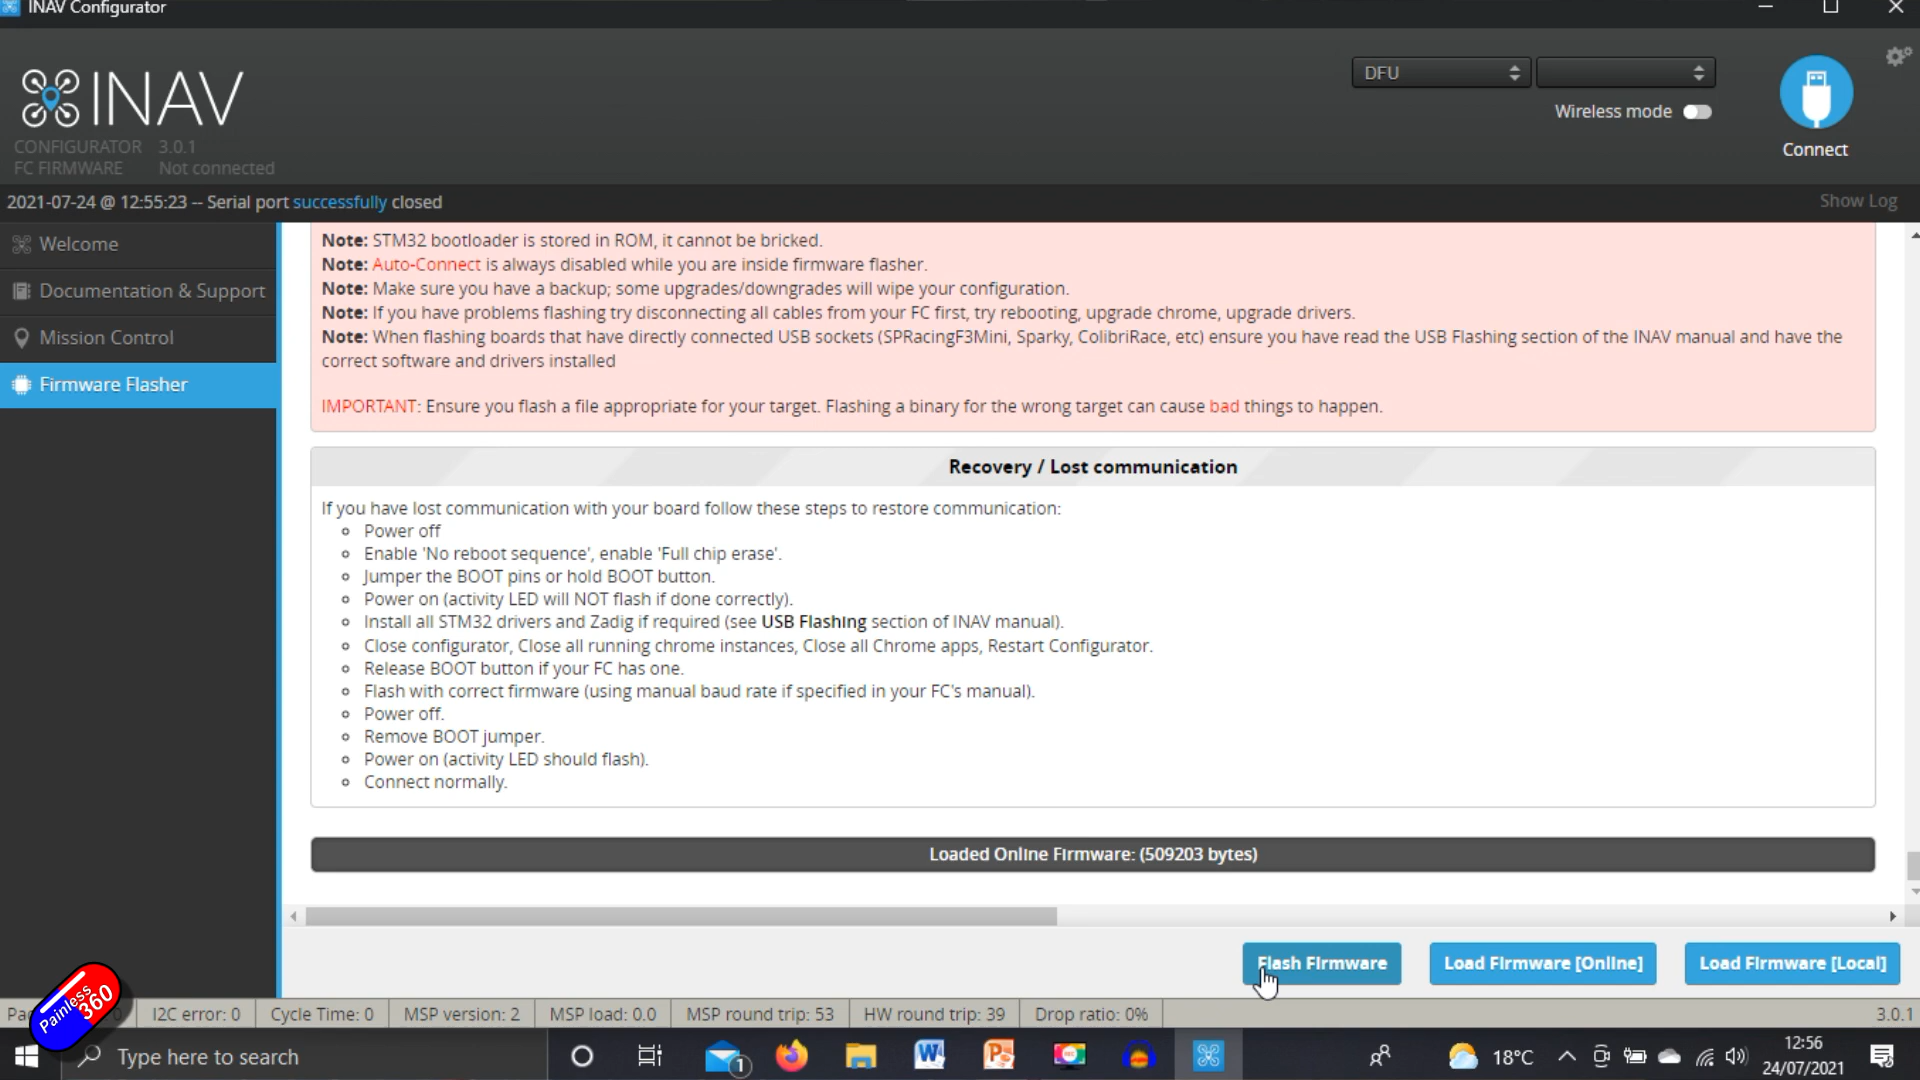 INAV Configurator
INAV
CONFIGURATOR 3.0.1
FC FIRMWARE Not connected
DFU
Wireless mode
Connect
2021-07-24 @ 12:55:23 -- Serial port successfully closed
Show Log
Welcome
Documentation & Support
Mission Control
Firmware Flasher
Note: STM32 bootloader is stored in ROM, it cannot be bricked.
Note: Auto-Connect is always disabled while you are inside firmware flasher.
Note: Make sure you have a backup; some upgrades/downgrades will wipe your configuration.
Note: If you have problems flashing try disconnecting all cables from your FC first, try rebooting, upgrade chrome, upgrade drivers.
Note: When flashing boards that have directly connected USB sockets (SPRacingF3Mini, Sparky, ColibriRace, etc) ensure you have read the USB Flashing section of the INAV manual and have the
correct software and drivers installed
IMPORTANT: Ensure you flash a file appropriate for your target. Flashing a binary for the wrong target can cause bad things to happen.
Recovery / Lost communication
If you have lost communication with your board follow these steps to restore communication:
Power off
Enable 'No reboot sequence', enable 'Full chip erase'.
Jumper the BOOT pins or hold BOOT button.
Power on (activity LED will NOT flash if done correctly).
Install all STM32 drivers and Zadig if required (see USB Flashing section of INAV manual).
Close configurator, Close all running chrome instances, Close all Chrome apps, Restart Configurator.
Release BOOT button if your FC has one.
Flash with correct firmware (using manual baud rate if specified in your FC's manual).
Power off.
Remove BOOT jumper.
Power on (activity LED should flash).
Connect normally.
Loaded Online Firmware: (509203 bytes)
Flash Firmware
Load Firmware [Online]
Load Firmware [Local]
Painless 360
I2C error: 0
Cycle Time: 0
MSP version: 2
MSP load: 0.0
MSP round trip: 53
HW round trip: 39
Drop ratio: 0%
3.0.1
Type here to search
1
18°C
12:56
24/07/2021